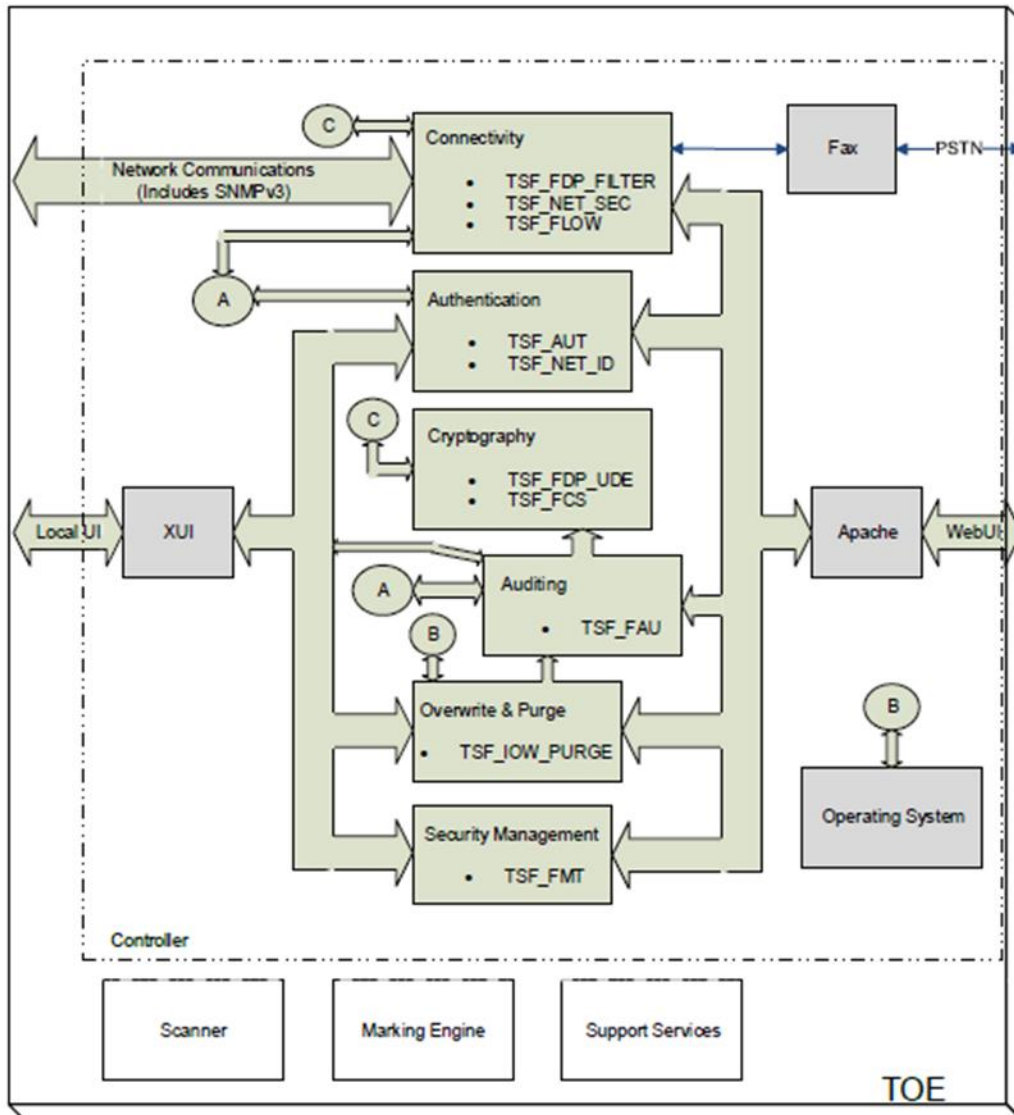 C
Connectivity
• TSF_FDP_FILTER
• TSF_NET_SEC
• TSF_FLOW
Fax
PSTN
Network Communications
(Includes SNMPv3)
A
Authentication
• TSF_AUT
• TSF_NET_ID
C
Cryptography
• TSF_FDP_UDE
• TSF_FCS
Local UI
XUI
Apache
WebUI
A
Auditing
• TSF_FAU
B
Overwrite & Purge
• TSF_IOW_PURGE
B
Operating System
Security Management
• TSF_FMT
Controller
Scanner
Marking Engine
Support Services
TOE